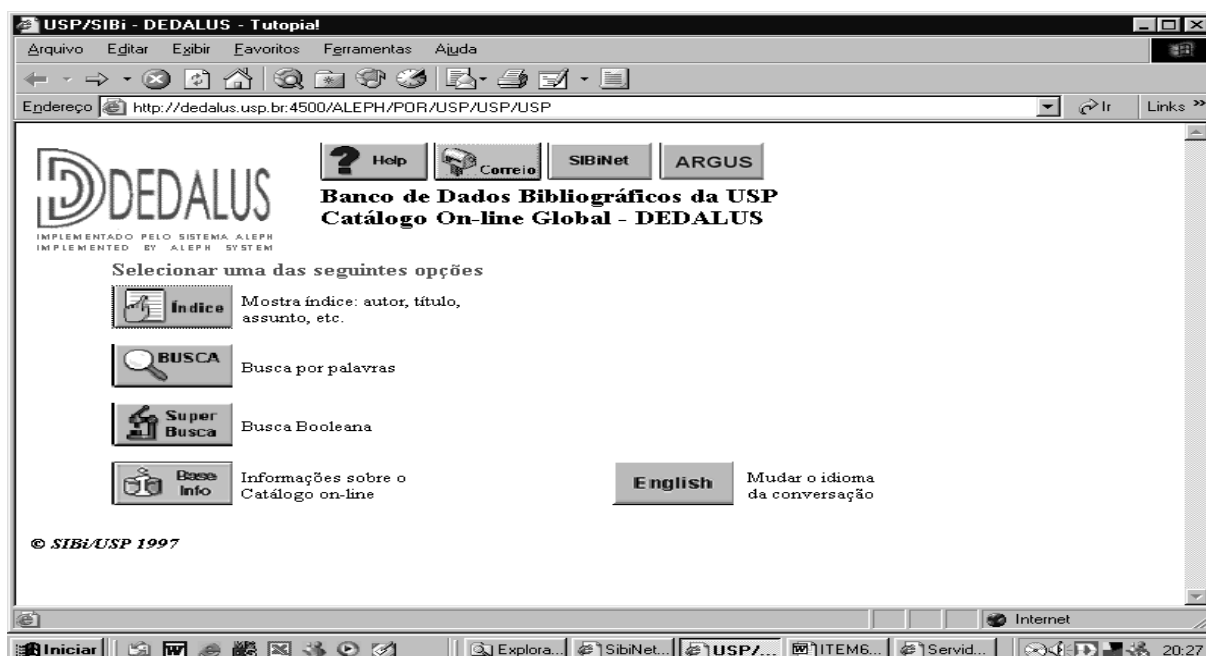 USP/SIBi - DEDALUS - Tutopia!
Arquivo Editar Exibir Favoritos Ferramentas Ajuda
Endereço http://dedalus.usp.br:4500/ALEPH/POR/USP/USP/USP Ir Links »
Help Correio SIBiNet ARGUS
DEDALUS
Banco de Dados Bibliográficos da USP
Catálogo On-line Global - DEDALUS
IMPLEMENTADO PELO SISTEMA ALEPH
IMPLEMENTED BY ALEPH SYSTEM
Selecionar uma das seguintes opções
Índice Mostra índice: autor, título,
assunto, etc.
BUSCA Busca por palavras
Super
Busca Busca Booleana
Base
Info Informações sobre o
Catálogo on-line
English Mudar o idioma
da conversação
© SIBi/USP 1997
Internet
Iniciar Explora... SibiNet... USP/... ITEM6... Servid... 20:27